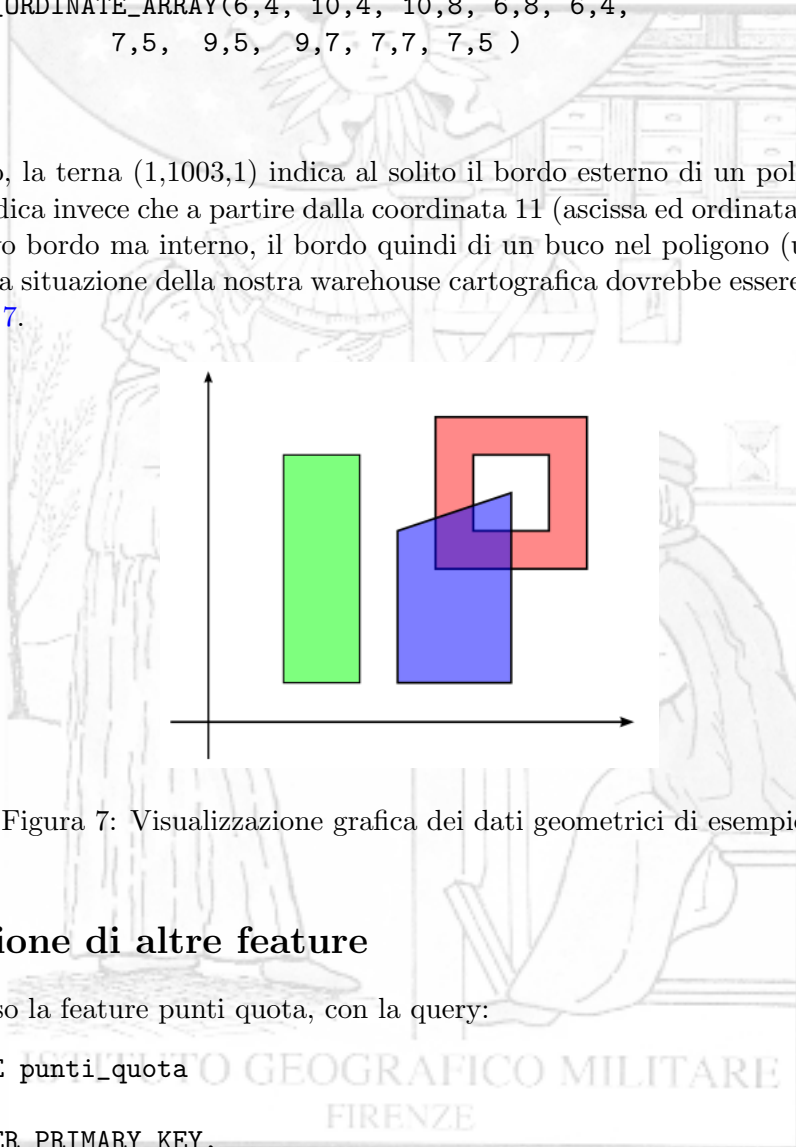 ORDINATE_ARRAY(6,4, 10,4, 10,8, 6,8, 6,4,
7,5, 9,5, 9,7, 7,7, 7,5 )
, la terna (1,1003,1) indica al solito il bordo esterno di un pol
dica invece che a partire dalla coordinata 11 (ascissa ed ordinata
o bordo ma interno, il bordo quindi di un buco nel poligono (u
a situazione della nostra warehouse cartografica dovrebbe essere
7.
Figura 7: Visualizzazione grafica dei dati geometrici di esempio
ione di altre feature
so la feature punti quota, con la query:
E punti_quota
ISTITUTO GEOGRAFICO MILITARE
FIRENZE
ER PRIMARY KEY,